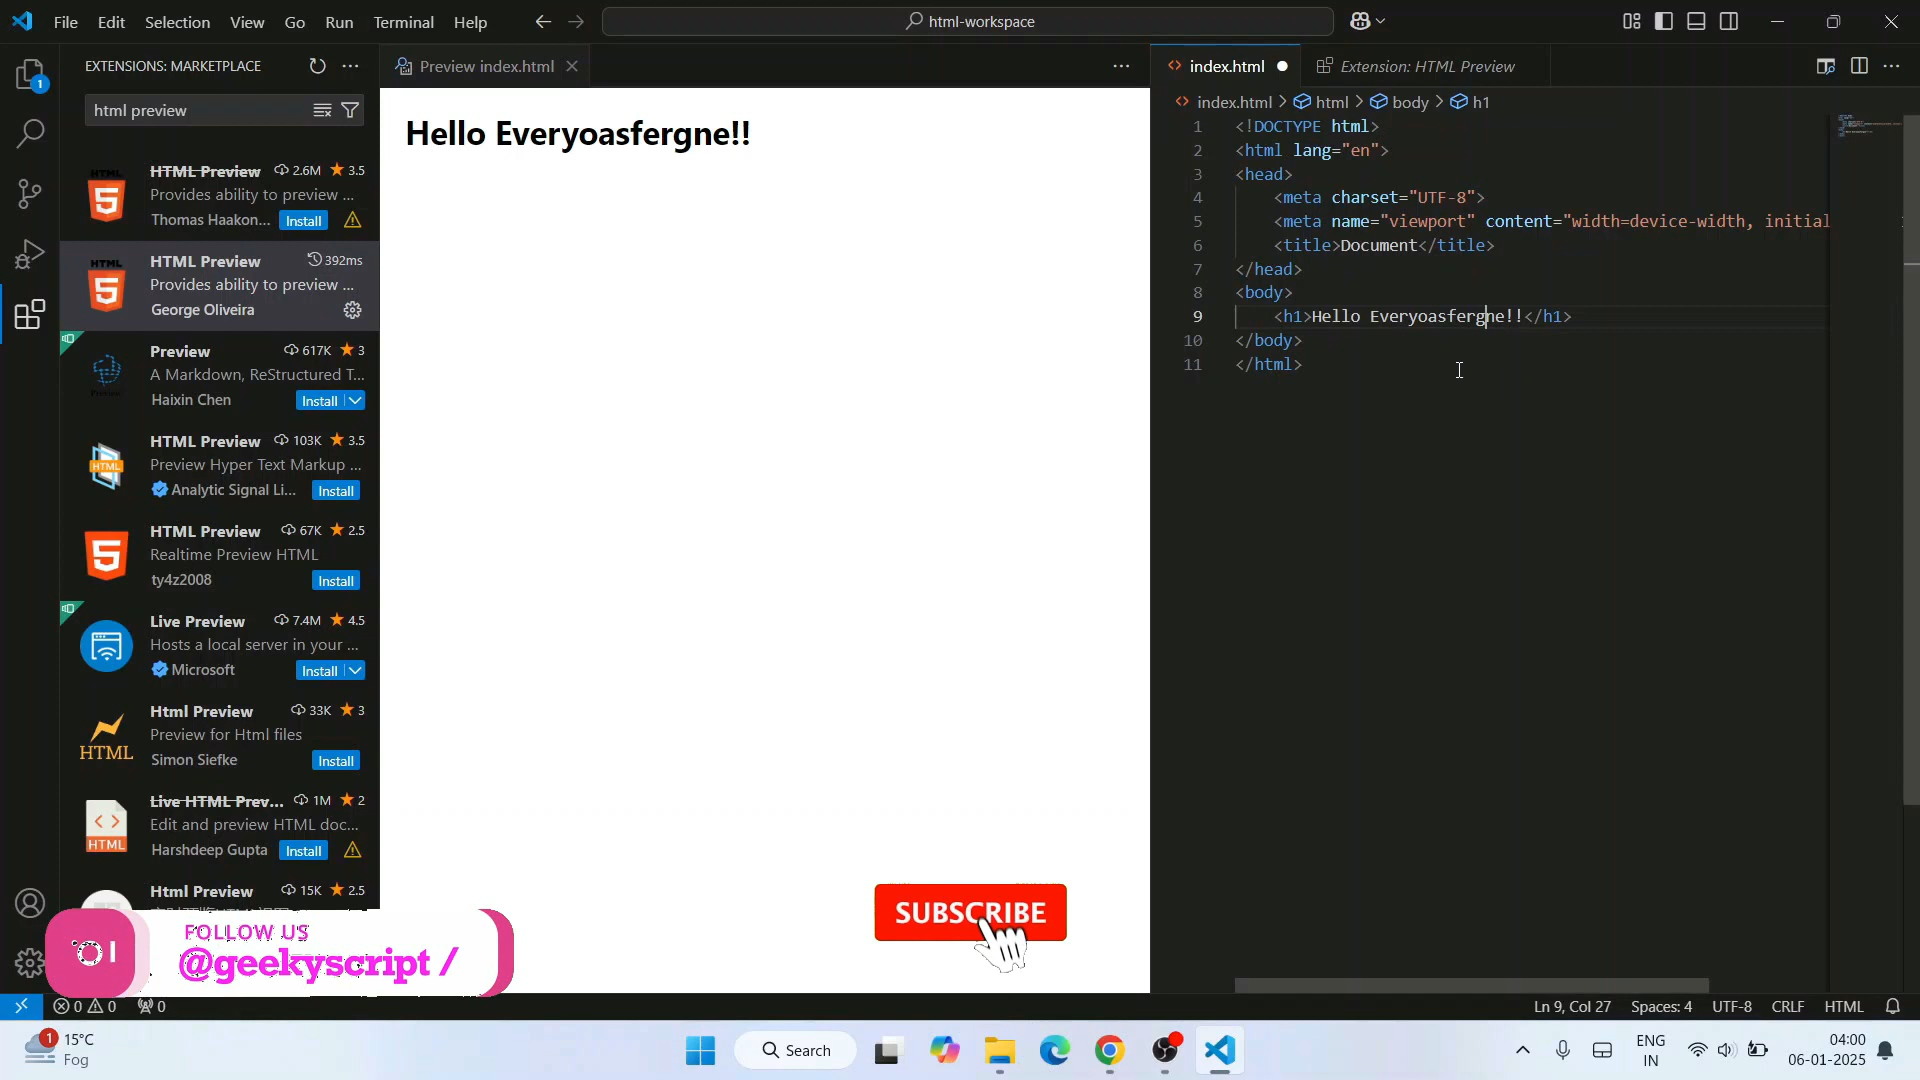 File Edit Selection View Go Run Terminal Help
html-workspace
EXTENSIONS: MARKETPLACE
html preview
HTML Preview 2.6M 3.5
Provides ability to preview ...
Thomas Haakon... Install
HTML Preview 392ms
Provides ability to preview ...
George Oliveira
Preview 617K 3
A Markdown, ReStructured T...
Haixin Chen Install
HTML Preview 103K 3.5
Preview Hyper Text Markup ...
Analytic Signal Li... Install
HTML Preview 67K 2.5
Realtime Preview HTML
ty4z2008 Install
Live Preview 7.4M 4.5
Hosts a local server in your ...
Microsoft Install
Html Preview 33K 3
Preview for Html files
Simon Siefke Install
Live HTML Prev... 1M 2
Edit and preview HTML doc...
Harshdeep Gupta Install
Html Preview 15K 2.5
Preview index.html
Hello Everyoasfergne!!
index.html Extension: HTML Preview
index.html > html > body > h1
1 <!DOCTYPE html>
2 <html lang="en">
3 <head>
4 <meta charset="UTF-8">
5 <meta name="viewport" content="width=device-width, initial
6 <title>Document</title>
7 </head>
8 <body>
9 <h1>Hello Everyoasfergne!!</h1>
10 </body>
11 </html>
SUBSCRIBE
FOLLOW US
@geekyscript /
0 0 0
Ln 9, Col 27 Spaces: 4 UTF-8 CRLF HTML
15°C
Fog
Search
ENG
IN
04:00
06-01-2025